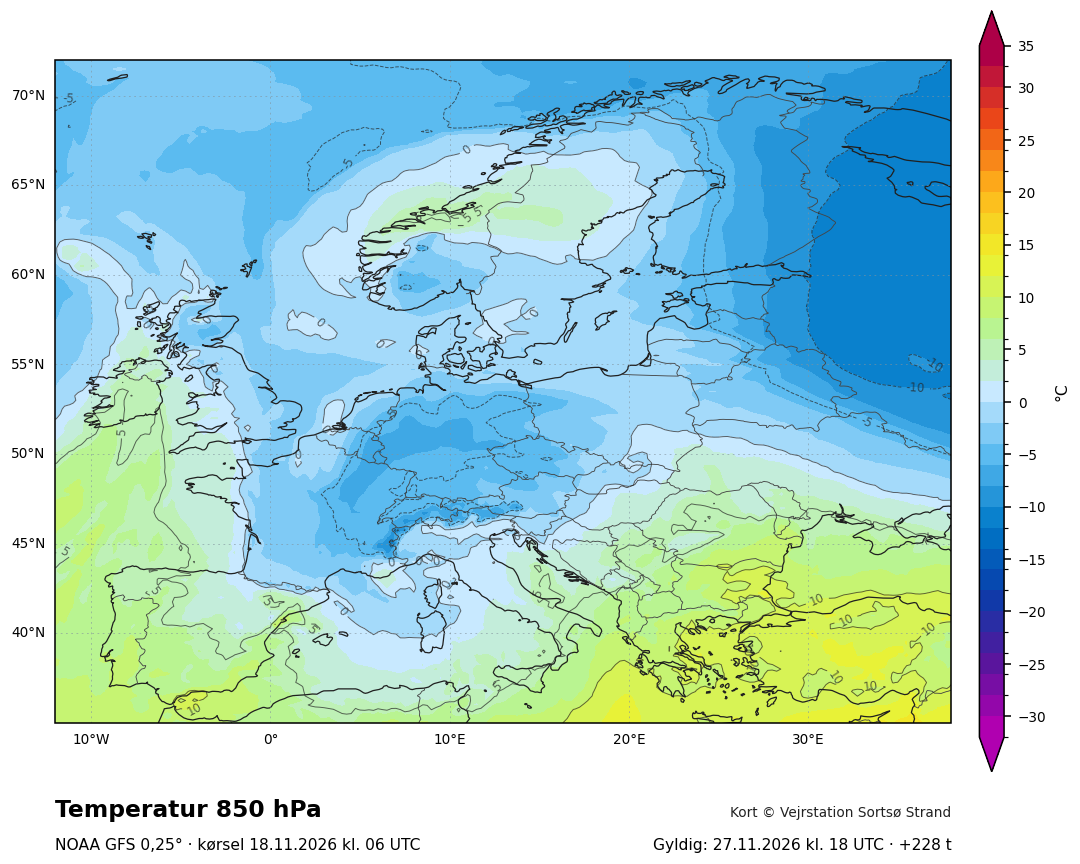 70°N
65°N
60°N
55°N
50°N
45°N
40°N
10°W 0° 10°E 20°E 30°E
35
30
25
20
15
10
5
0
−5
−10
−15
−20
−25
−30
°C
Temperatur 850 hPa
Kort © Vejrstation Sortsø Strand
NOAA GFS 0,25° · kørsel 18.11.2026 kl. 06 UTC
Gyldig: 27.11.2026 kl. 18 UTC · +228 t